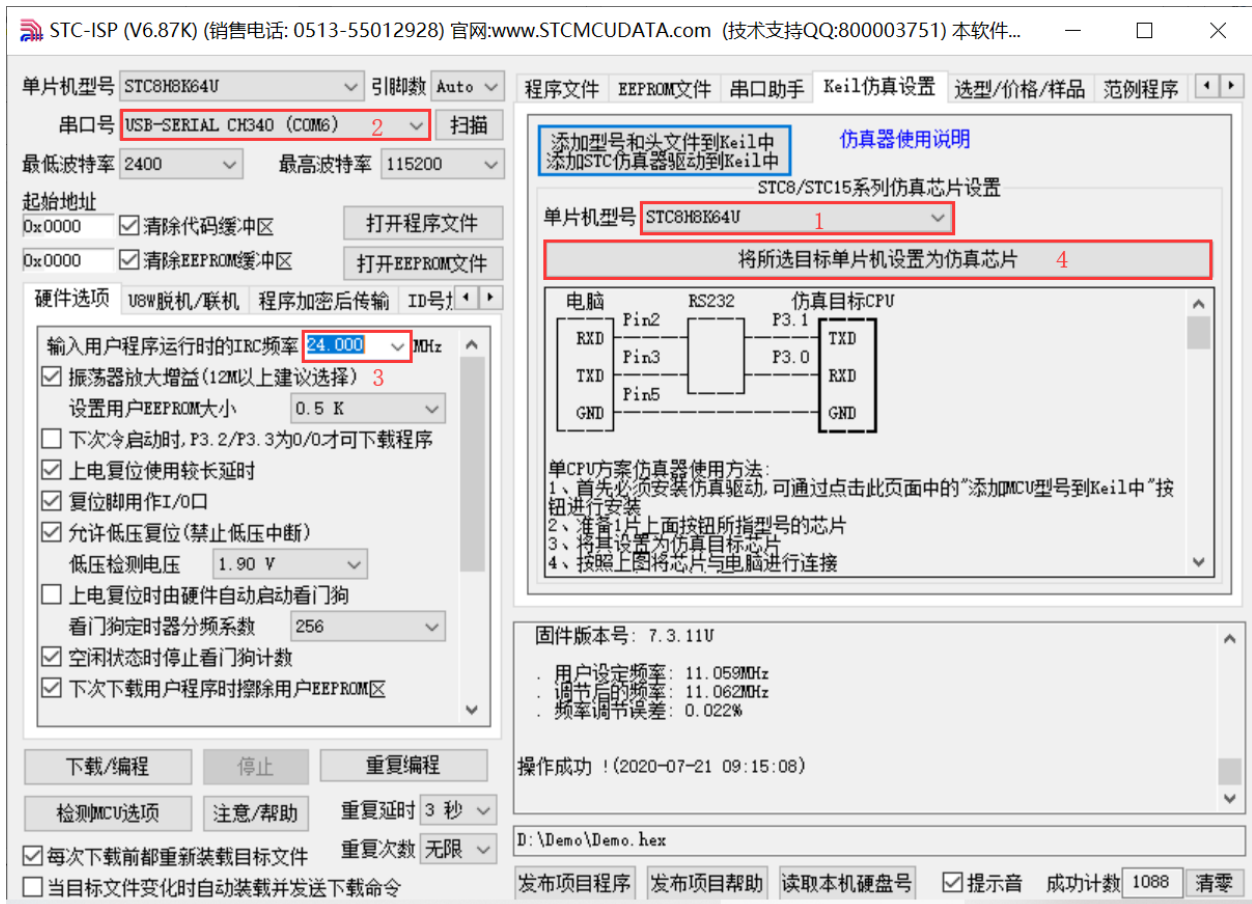 STC-ISP (V6.87K) (销售电话: 0513-55012928) 官网:www.STCMCUDATA.com  (技术支持QQ:800003751) 本软件...
单片机型号 STC8H8K64U 引脚数 Auto
串口号 USB-SERIAL CH340 (COM6) 2 扫描
最低波特率 2400 最高波特率 115200
起始地址
0x0000 清除代码缓冲区 打开程序文件
0x0000 清除EEPROM缓冲区 打开EEPROM文件
硬件选项 U8W脱机/联机 程序加密后传输 ID号
输入用户程序运行时的IRC频率 24.000 MHz
振荡器放大增益(12M以上建议选择) 3
设置用户EEPROM大小 0.5 K
下次冷启动时,P3.2/P3.3为0/0才可下载程序
上电复位使用较长延时
复位脚用作I/O口
允许低压复位(禁止低压中断)
低压检测电压 1.90 V
上电复位时由硬件自动启动看门狗
看门狗定时器分频系数 256
空闲状态时停止看门狗计数
下次下载用户程序时擦除用户EEPROM区
下载/编程 停止 重复编程
检测MCU选项 注意/帮助 重复延时 3 秒
每次下载前都重新装载目标文件 重复次数 无限
当目标文件变化时自动装载并发送下载命令
程序文件 EEPROM文件 串口助手 Keil仿真设置 选型/价格/样品 范例程序
添加型号和头文件到Keil中 仿真器使用说明
添加STC仿真器驱动到Keil中
STC8/STC15系列仿真芯片设置
单片机型号 STC8H8K64U 1
将所选目标单片机设置为仿真芯片 4
电脑 RS232 仿真目标CPU
Pin2 P3.1
RXD TXD
Pin3 P3.0
TXD RXD
Pin5
GND GND
单CPU方案仿真器使用方法:
1、首先必须安装仿真驱动,可通过点击此页面中的"添加MCU型号到Keil中"按
钮进行安装
2、准备1片上面按钮所指型号的芯片
3、将其设置为仿真目标芯片
4、按照上图将芯片与电脑进行连接
固件版本号: 7.3.11U
. 用户设定频率: 11.059MHz
. 调节后的频率: 11.062MHz
. 频率调节误差: 0.022%
操作成功 !(2020-07-21 09:15:08)
D:\Demo\Demo.hex
发布项目程序 发布项目帮助 读取本机硬盘号 提示音 成功计数 1088 清零